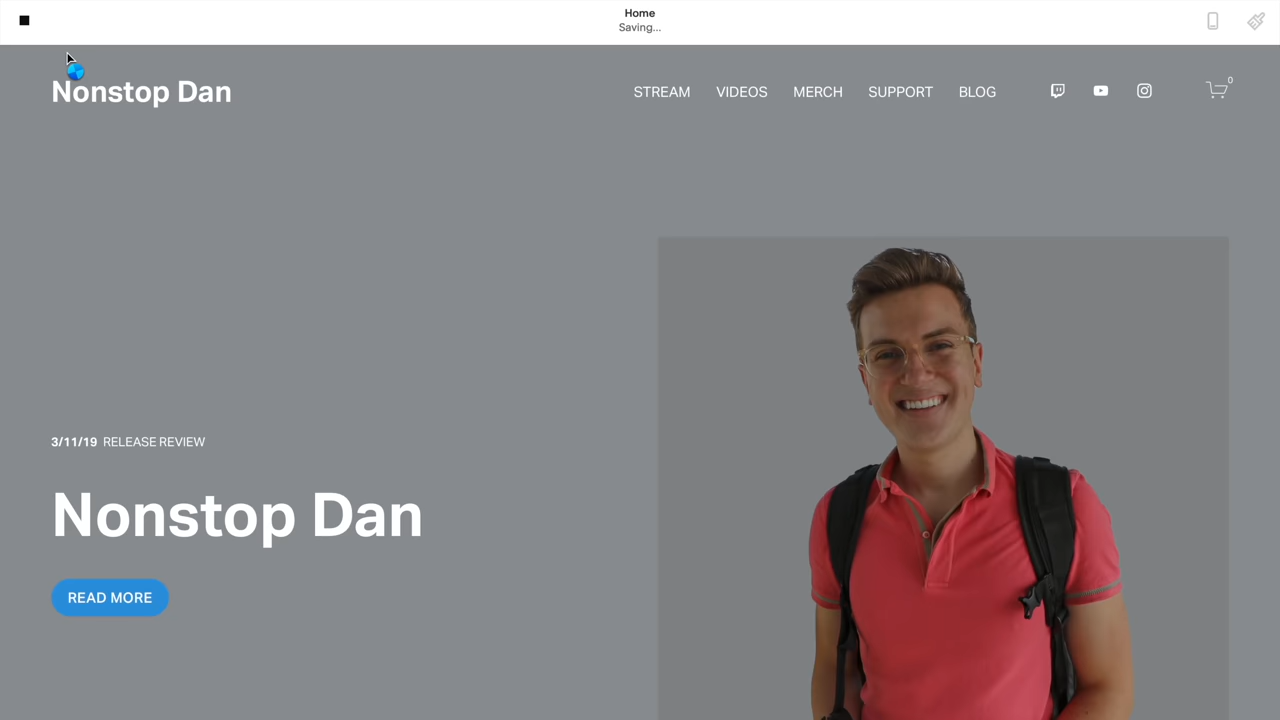 Home
Saving...
Nonstop Dan
STREAM VIDEOS MERCH SUPPORT BLOG
0
3/11/19 RELEASE REVIEW
Nonstop Dan
READ MORE